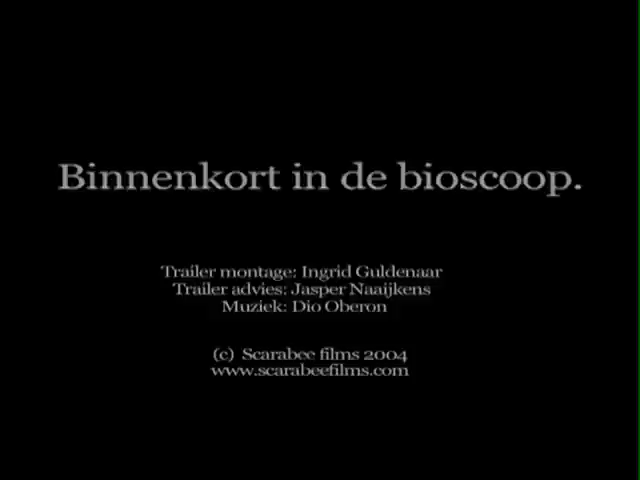 Binnenkort in de bioscoop.
Trailer montage: Ingrid Guldenaar
Trailer advies: Jasper Naaijkens
Muziek: Dio Oberon
(c) Scarabee films 2004
www.scarabeefilms.com